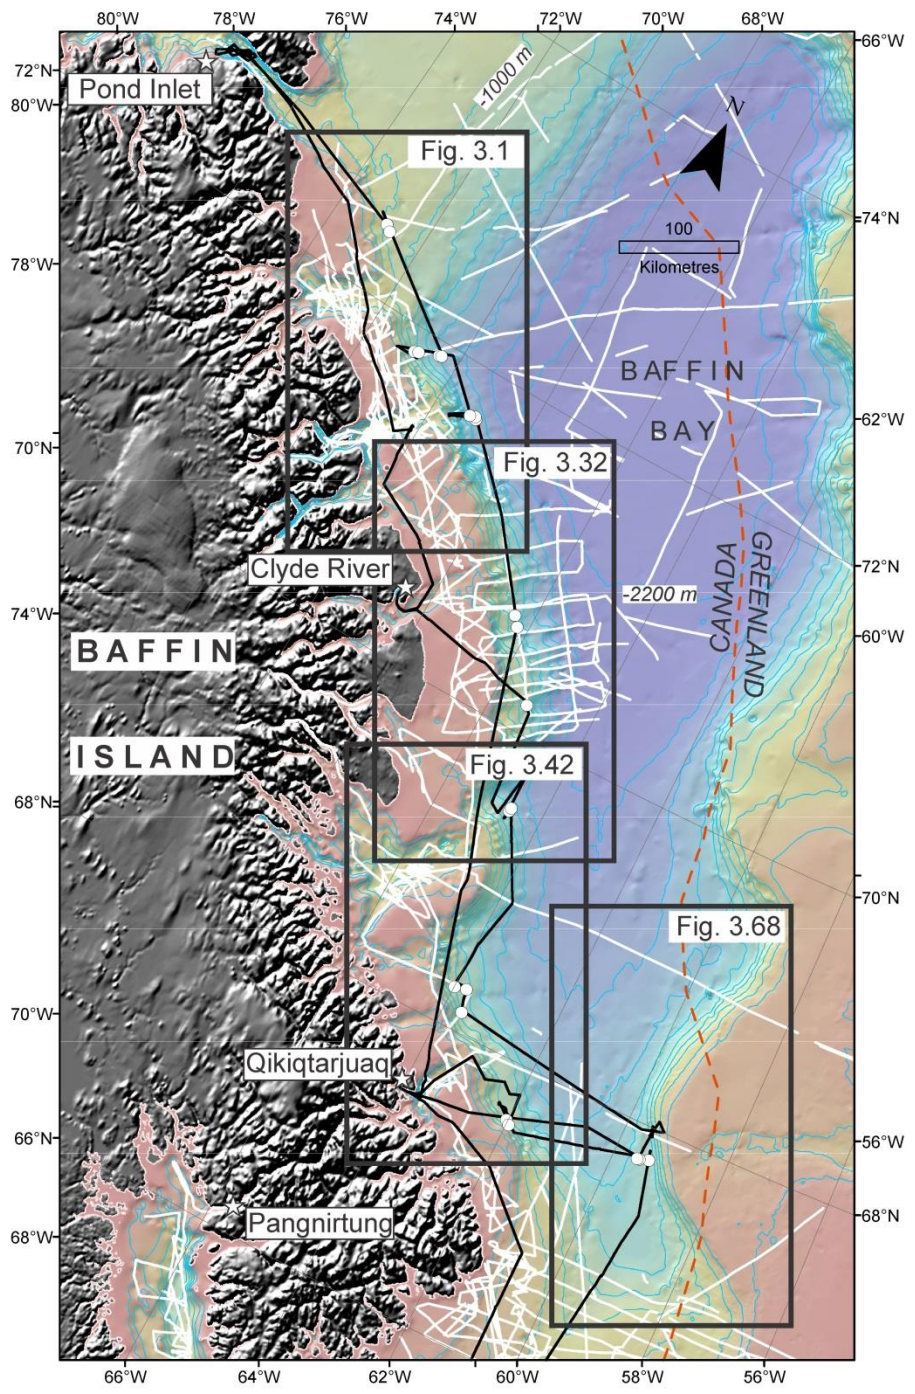 80°W 78°W 76°W 74°W 72°W 70°W 68°W
66°W
72°N
Pond Inlet
80°W
-1000 m
N
Fig. 3.1
74°N
100
Kilometres
78°W
BAFFIN
BAY
62°W
70°N
Fig. 3.32
Clyde River
-2200 m
CANADA
GREENLAND
72°N
74°W
60°W
BAFFIN
ISLAND
Fig. 3.42
68°N
70°N
Fig. 3.68
70°W
Qikiqtarjuaq
66°N
56°W
Pangnirtung
68°N
68°W
66°W 64°W 62°W 60°W 58°W 56°W